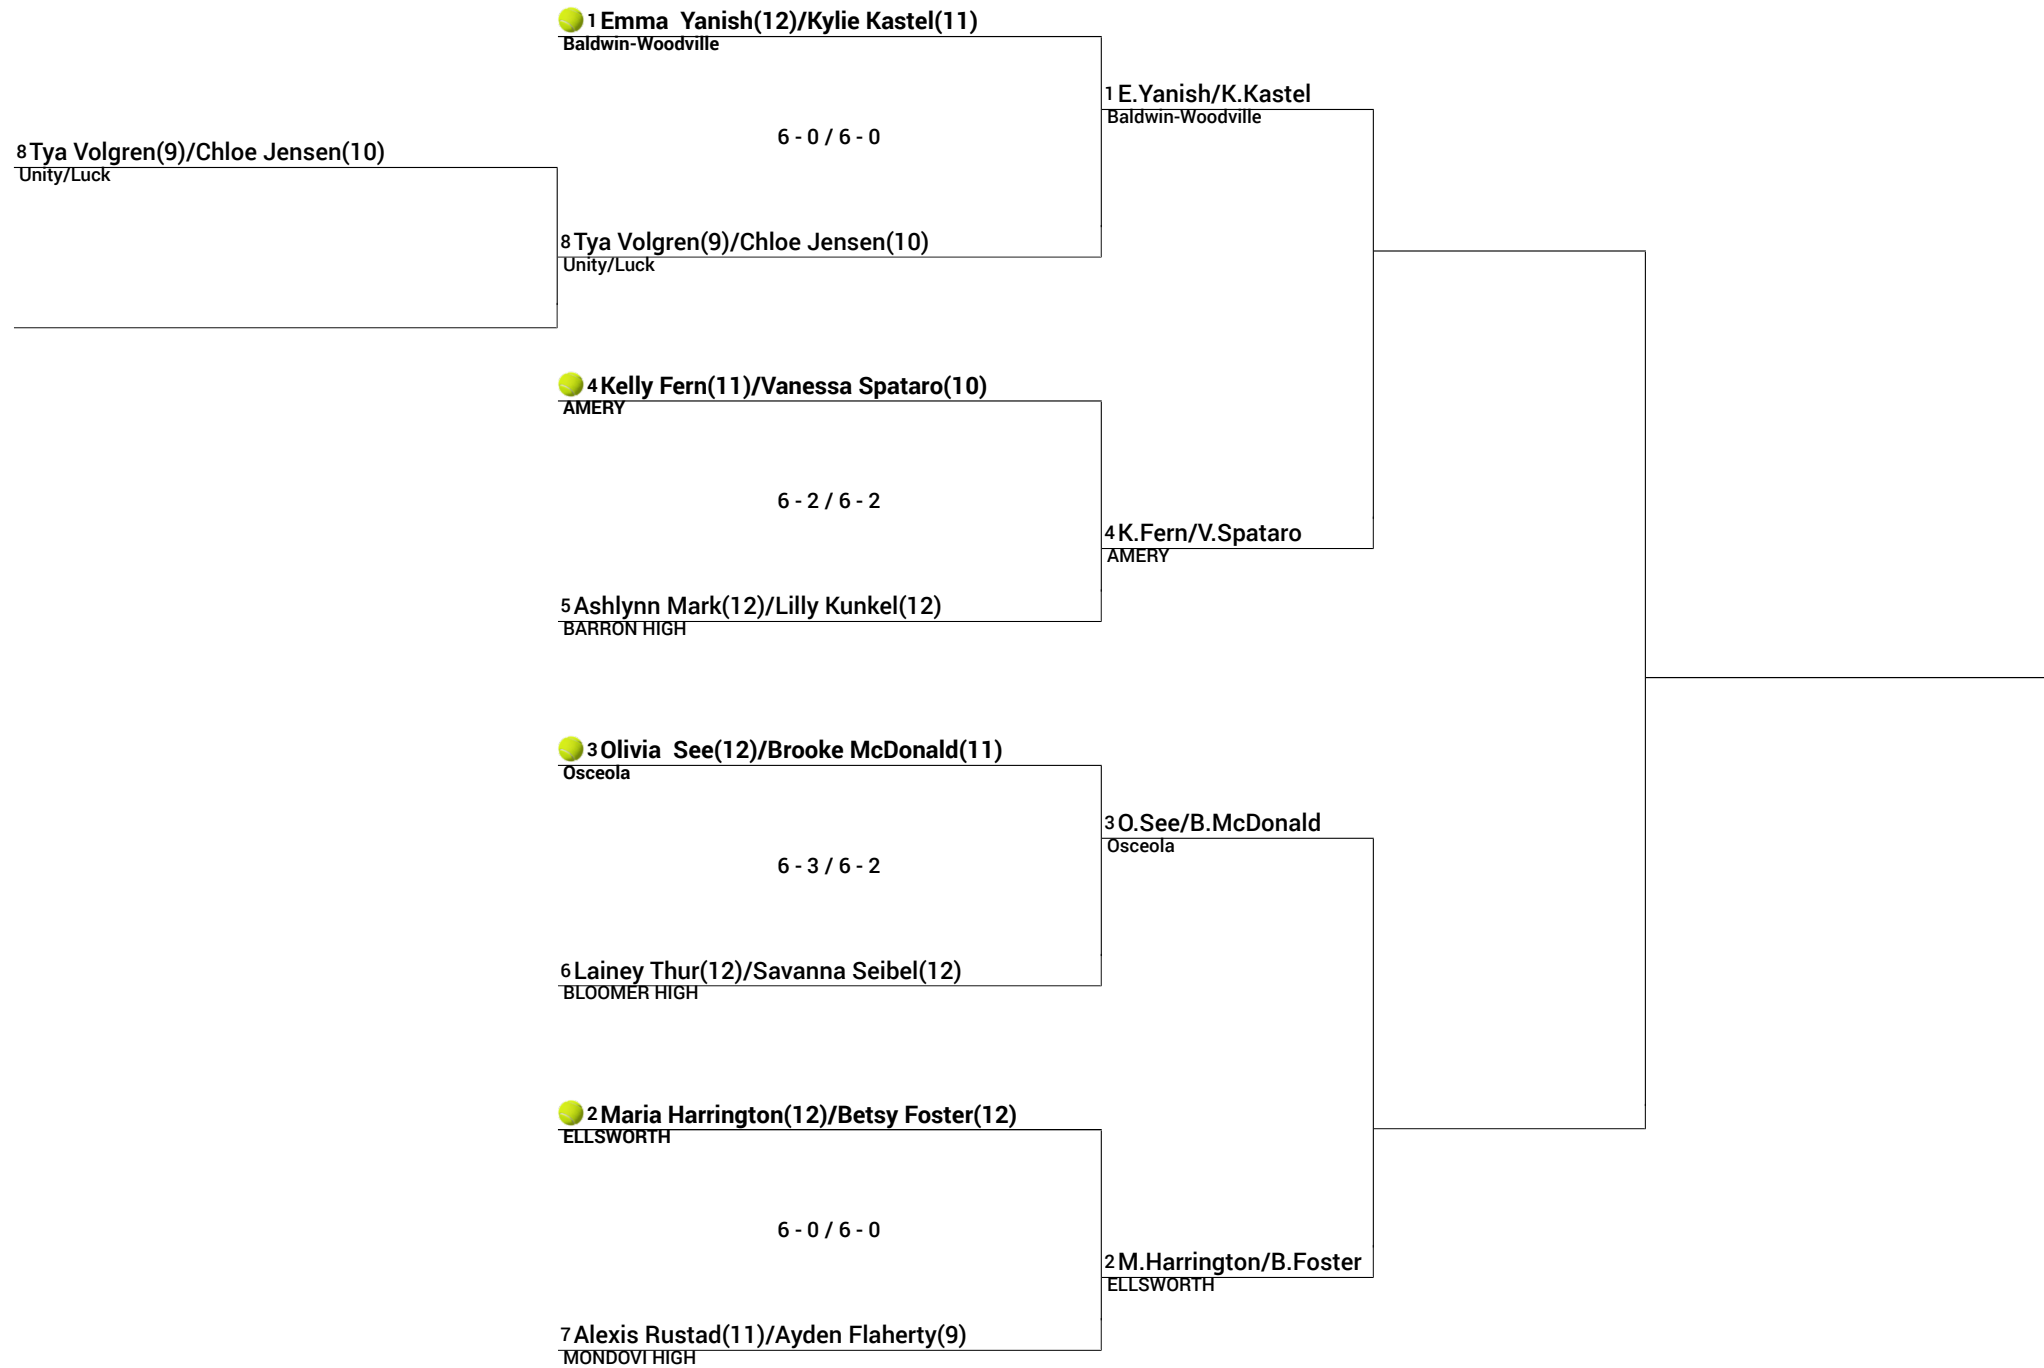 1 Emma  Yanish(12)/Kylie Kastel(11)
Baldwin-Woodville
1 E.Yanish/K.Kastel
Baldwin-Woodville
6 - 0 / 6 - 0
8 Tya Volgren(9)/Chloe Jensen(10)
Unity/Luck
8 Tya Volgren(9)/Chloe Jensen(10)
Unity/Luck
4 Kelly Fern(11)/Vanessa Spataro(10)
AMERY
6 - 2 / 6 - 2
4 K.Fern/V.Spataro
AMERY
5 Ashlynn Mark(12)/Lilly Kunkel(12)
BARRON HIGH
3 Olivia  See(12)/Brooke McDonald(11)
Osceola
3 O.See/B.McDonald
Osceola
6 - 3 / 6 - 2
6 Lainey Thur(12)/Savanna Seibel(12)
BLOOMER HIGH
2 Maria Harrington(12)/Betsy Foster(12)
ELLSWORTH
6 - 0 / 6 - 0
2 M.Harrington/B.Foster
ELLSWORTH
7 Alexis Rustad(11)/Ayden Flaherty(9)
MONDOVI HIGH